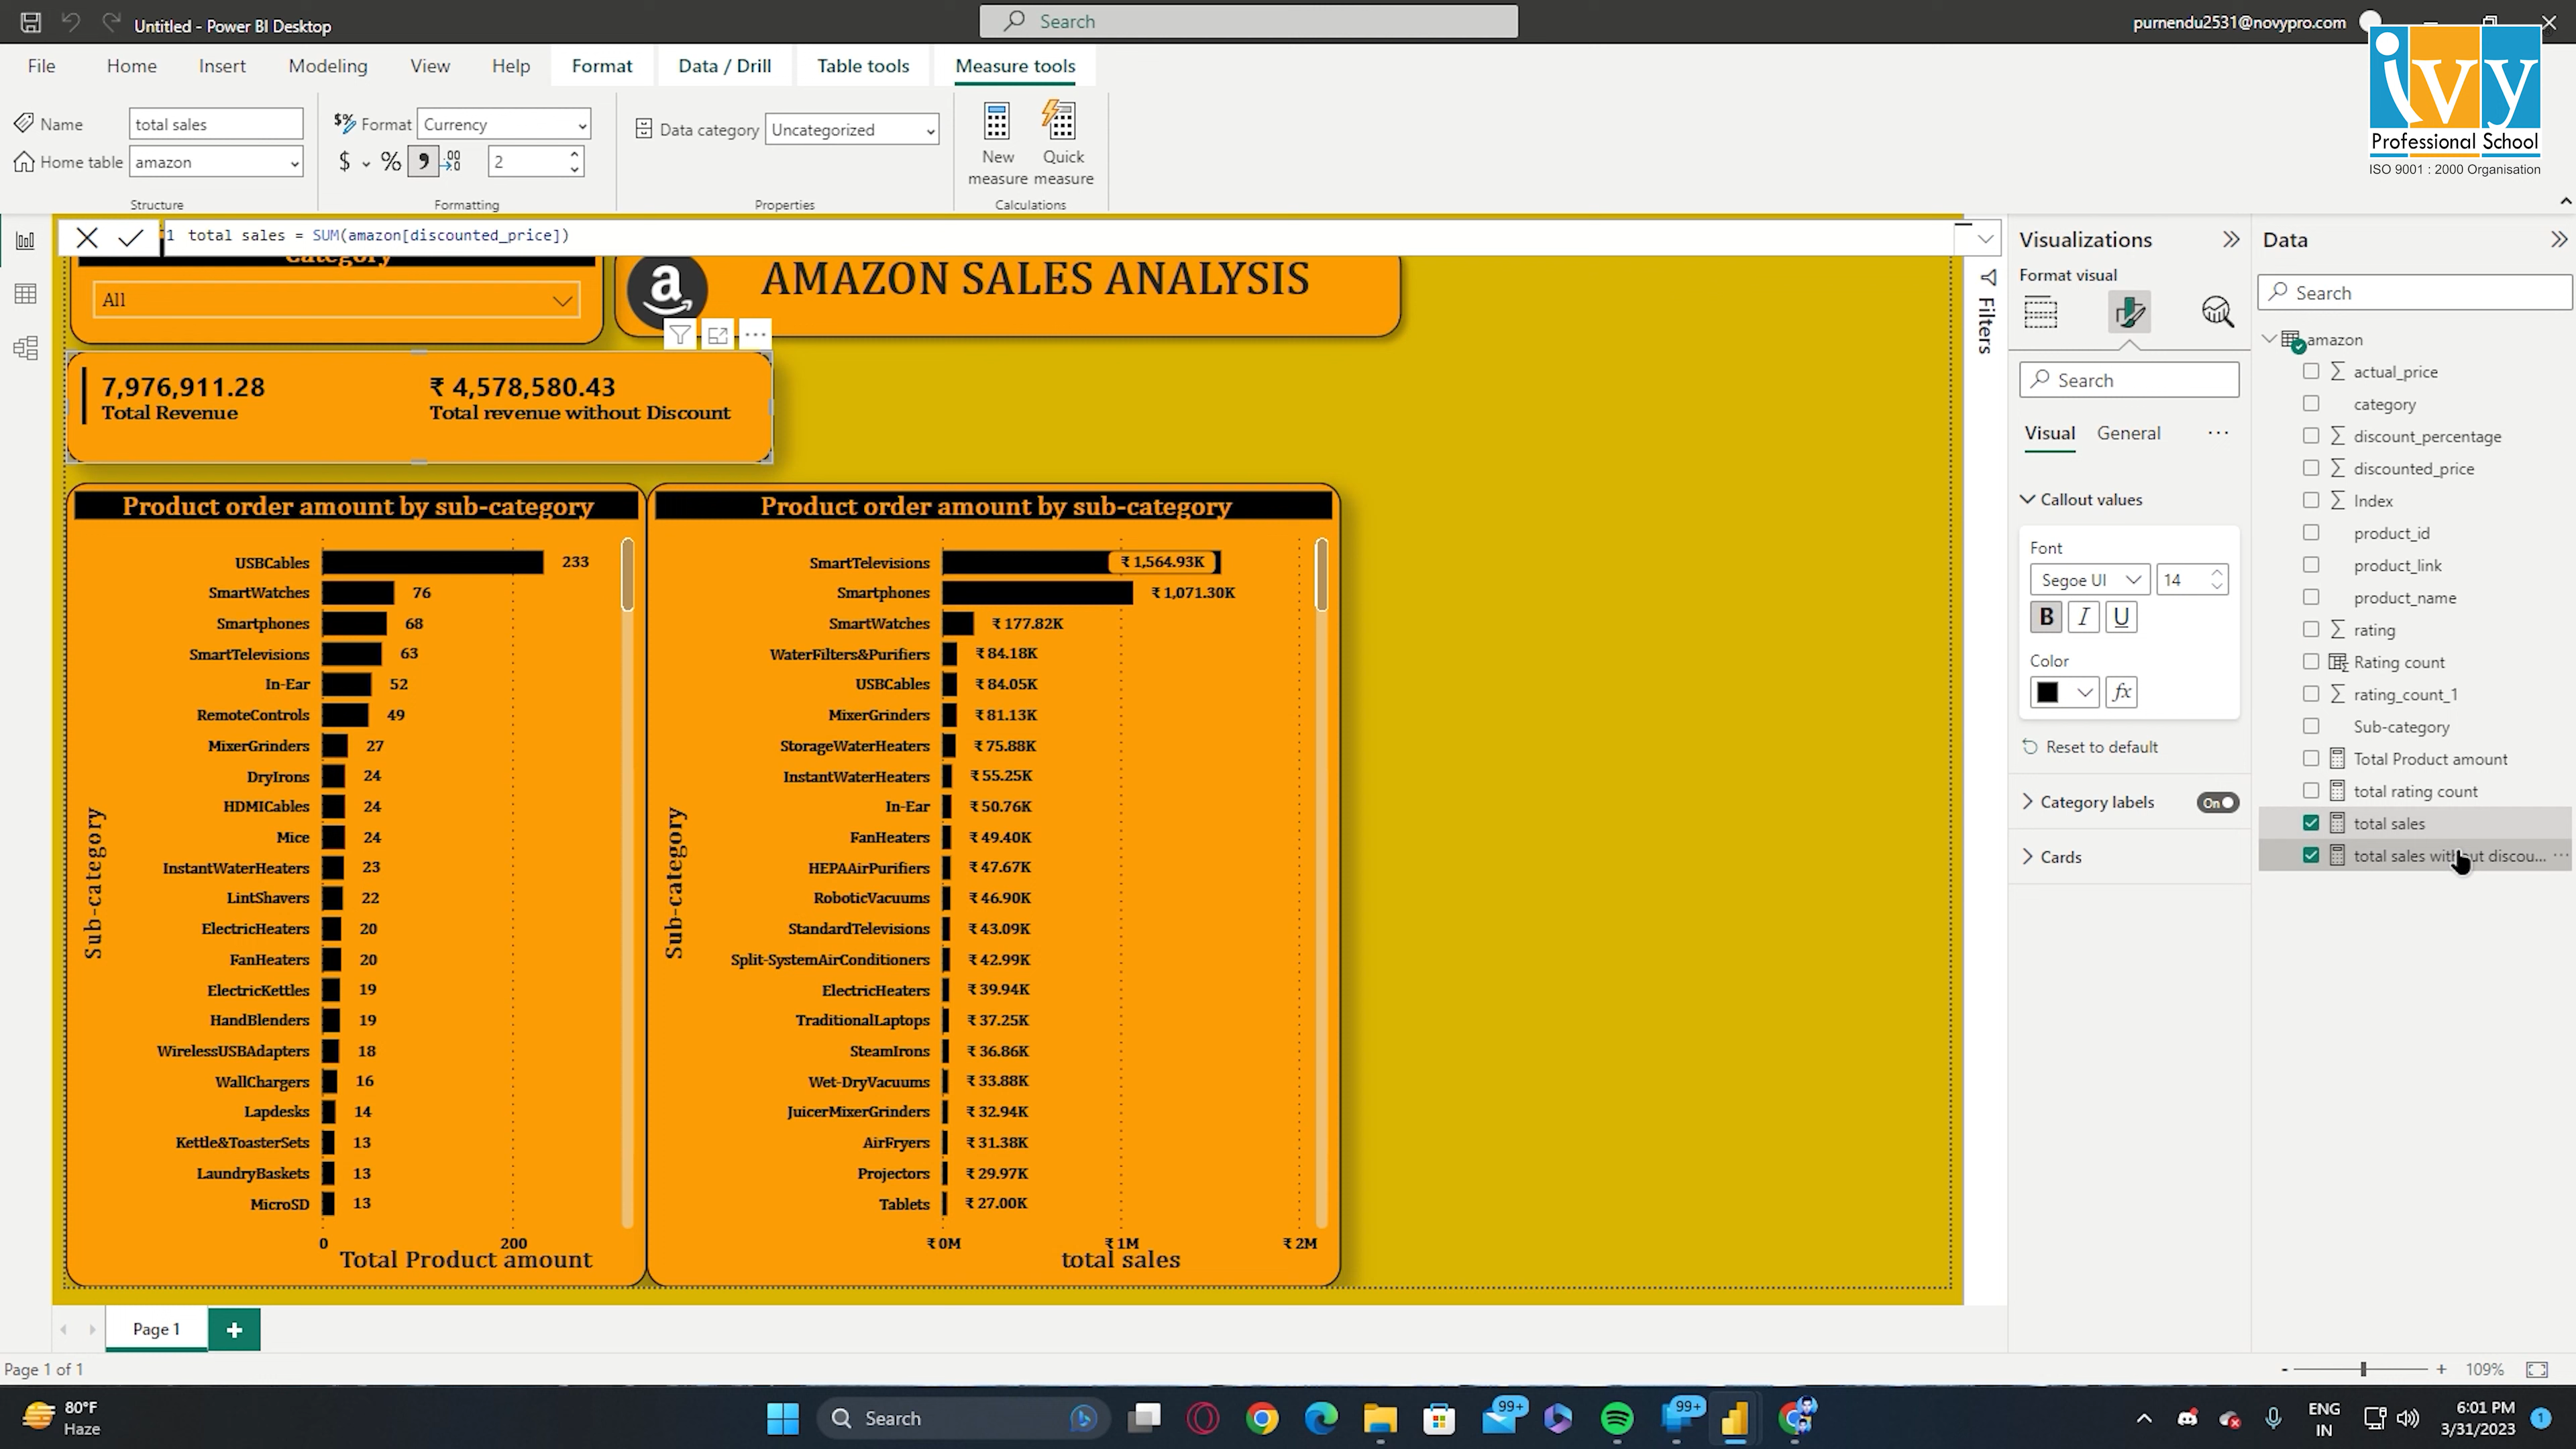 Untitled - Power BI Desktop
Search
purnendu2531@novypro.com
File Home Insert Modeling View Help Format Data / Drill Table tools Measure tools
ivy
Professional School
ISO 9001 : 2000 Organisation
Name total sales
Home table amazon
Structure
Format Currency
$ % 2
Formatting
Data category Uncategorized
Properties
New measure
Quick measure
Calculations
1 total sales = SUM(amazon[discounted_price])
Category
All
a
AMAZON SALES ANALYSIS
7,976,911.28
Total Revenue
₹ 4,578,580.43
Total revenue without Discount
Product order amount by sub-category
Sub-category
USBCables 233
SmartWatches 76
Smartphones 68
SmartTelevisions 63
In-Ear 52
RemoteControls 49
MixerGrinders 27
DryIrons 24
HDMICables 24
Mice 24
InstantWaterHeaters 23
LintShavers 22
ElectricHeaters 20
FanHeaters 20
ElectricKettles 19
HandBlenders 19
WirelessUSBAdapters 18
WallChargers 16
Lapdesks 14
Kettle&ToasterSets 13
LaundryBaskets 13
MicroSD 13
0 200
Total Product amount
Product order amount by sub-category
Sub-category
SmartTelevisions ₹ 1,564.93K
Smartphones ₹ 1,071.30K
SmartWatches ₹ 177.82K
WaterFilters&Purifiers ₹ 84.18K
USBCables ₹ 84.05K
MixerGrinders ₹ 81.13K
StorageWaterHeaters ₹ 75.88K
InstantWaterHeaters ₹ 55.25K
In-Ear ₹ 50.76K
FanHeaters ₹ 49.40K
HEPAAirPurifiers ₹ 47.67K
RoboticVacuums ₹ 46.90K
StandardTelevisions ₹ 43.09K
Split-SystemAirConditioners ₹ 42.99K
ElectricHeaters ₹ 39.94K
TraditionalLaptops ₹ 37.25K
SteamIrons ₹ 36.86K
Wet-DryVacuums ₹ 33.88K
JuicerMixerGrinders ₹ 32.94K
AirFryers ₹ 31.38K
Projectors ₹ 29.97K
Tablets ₹ 27.00K
₹ 0M ₹ 1M ₹ 2M
total sales
Filters
Visualizations
Format visual
Search
Visual General
Callout values
Font
Segoe UI 14
B I U
Color
fx
Reset to default
Category labels On
Cards
Data
Search
amazon
actual_price
category
discount_percentage
discounted_price
Index
product_id
product_link
product_name
rating
Rating count
rating_count_1
Sub-category
Total Product amount
total rating count
total sales
total sales without discou...
Page 1
Page 1 of 1
- + 109%
80°F
Haze
Search
99+
99+
ENG
IN
6:01 PM
3/31/2023
1